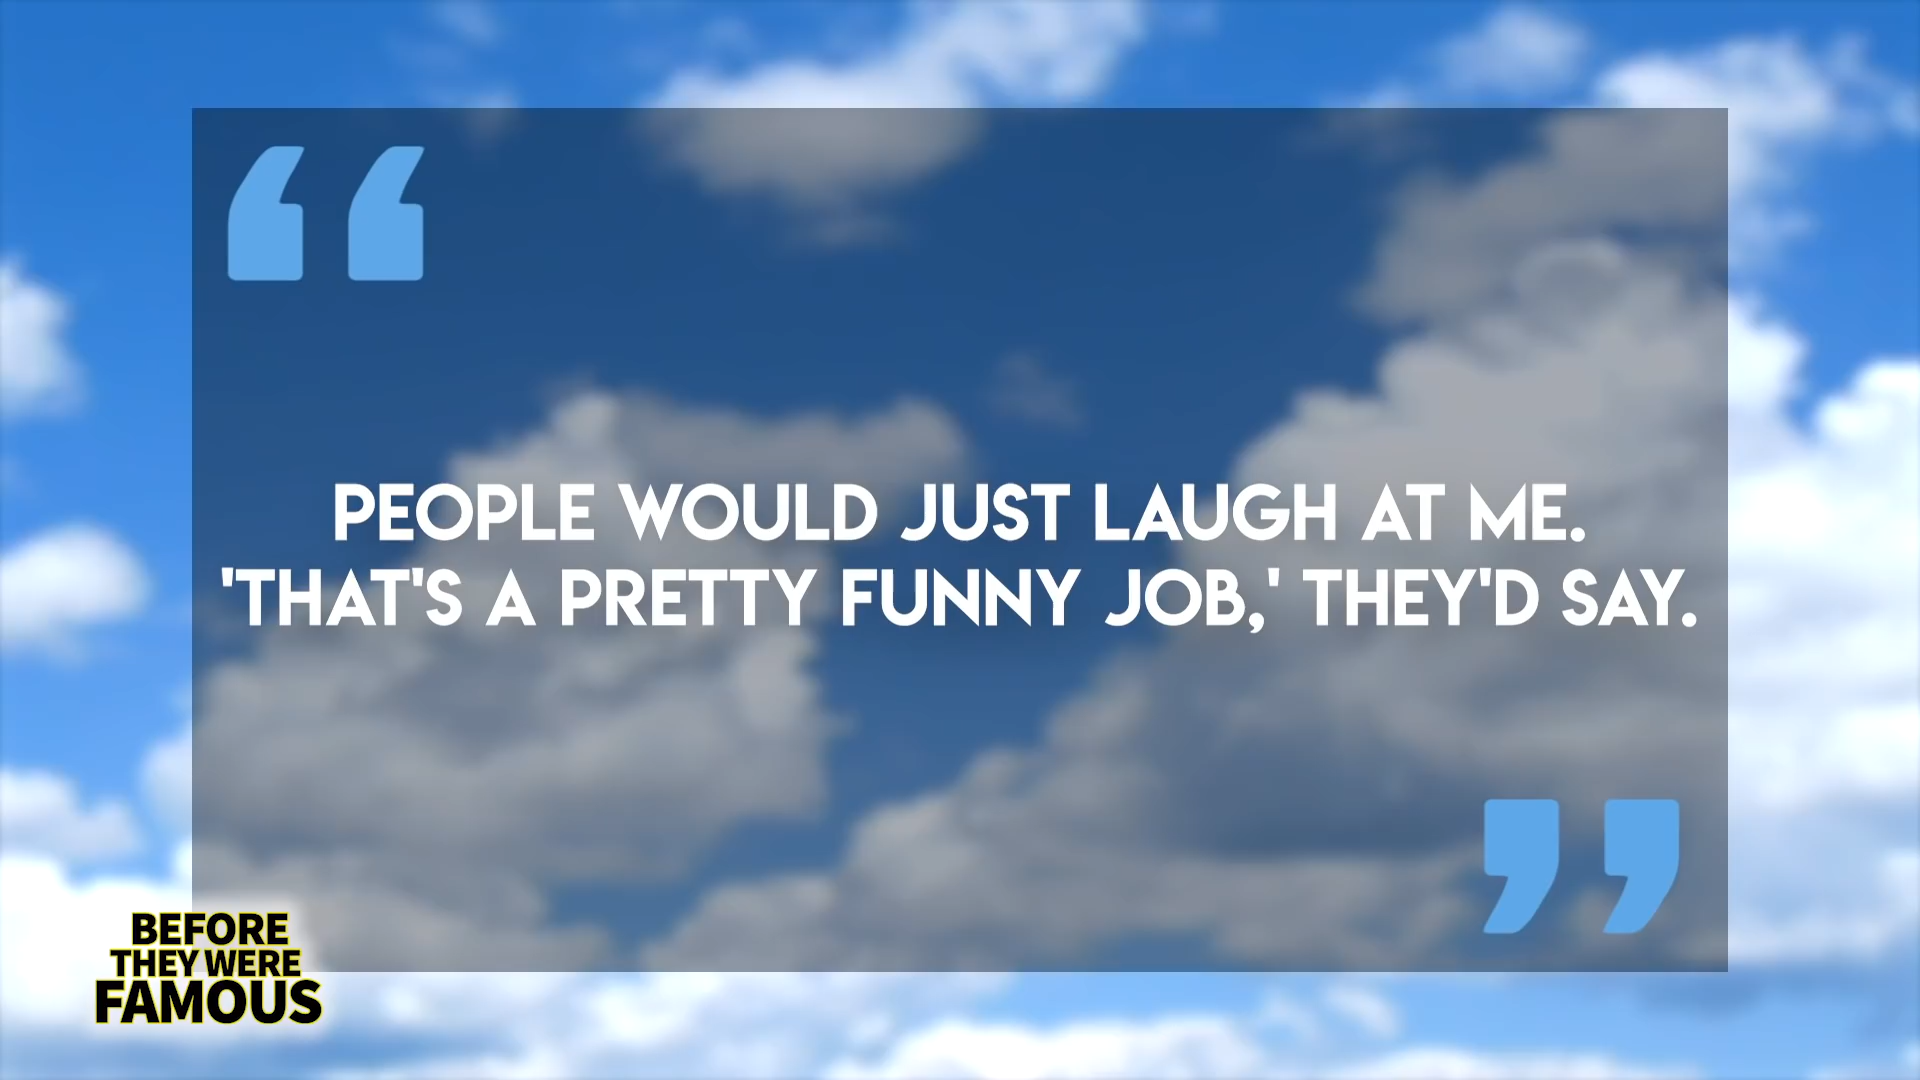 PEOPLE WOULD JUST LAUGH AT ME.
'THAT'S A PRETTY FUNNY JOB,' THEY'D SAY.
BEFORE
THEY WERE
FAMOUS